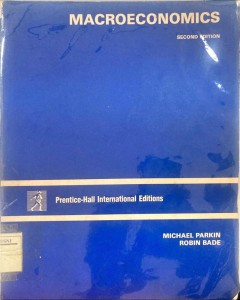 MACROECONOMICS
SECOND EDITION
Prentice-Hall International Editions
MICHAEL PARKIN
ROBIN BADE